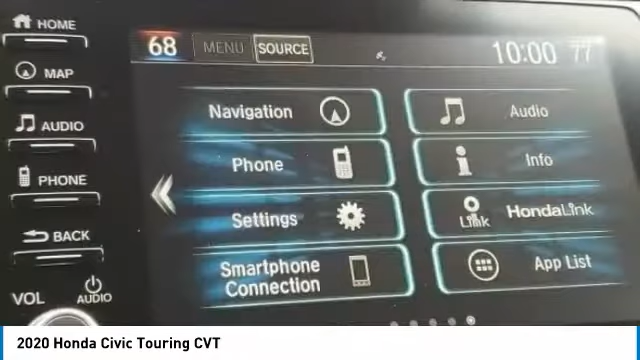 HOME
68 MENU SOURCE 10:00 77
MAP
Navigation
Audio
AUDIO
Phone
Info
PHONE
Settings
Link HondaLink
BACK
Smartphone
Connection
App List
VOL AUDIO
2020 Honda Civic Touring CVT